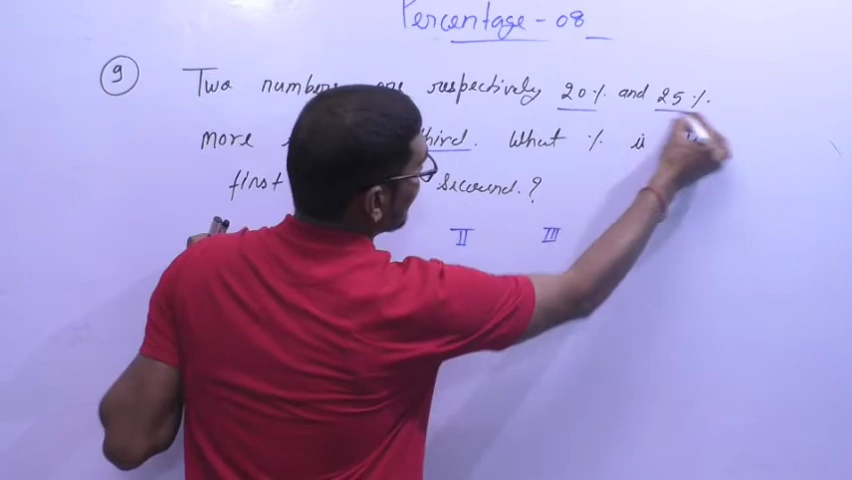 Percentage - 08
9 Two numbers are respectively 20% and 25%
more third. What % is
first second.?
II III